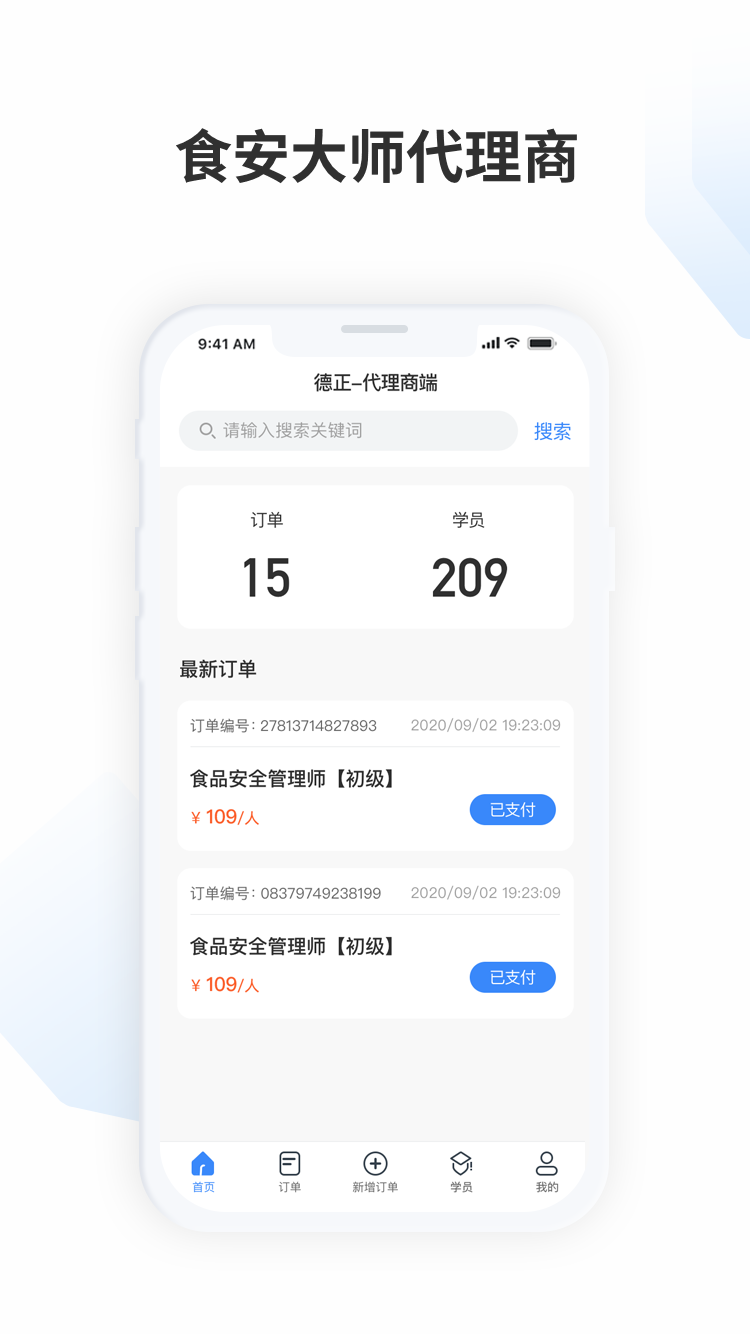 食安大师代理商
9:41 AM
德正-代理商端
请输入搜索关键词 搜索
订单 学员
15 209
最新订单
订单编号: 27813714827893 2020/09/02 19:23:09
食品安全管理师【初级】
¥ 109/人 已支付
订单编号: 08379749238199 2020/09/02 19:23:09
食品安全管理师【初级】
¥ 109/人 已支付
首页 订单 新增订单 学员 我的